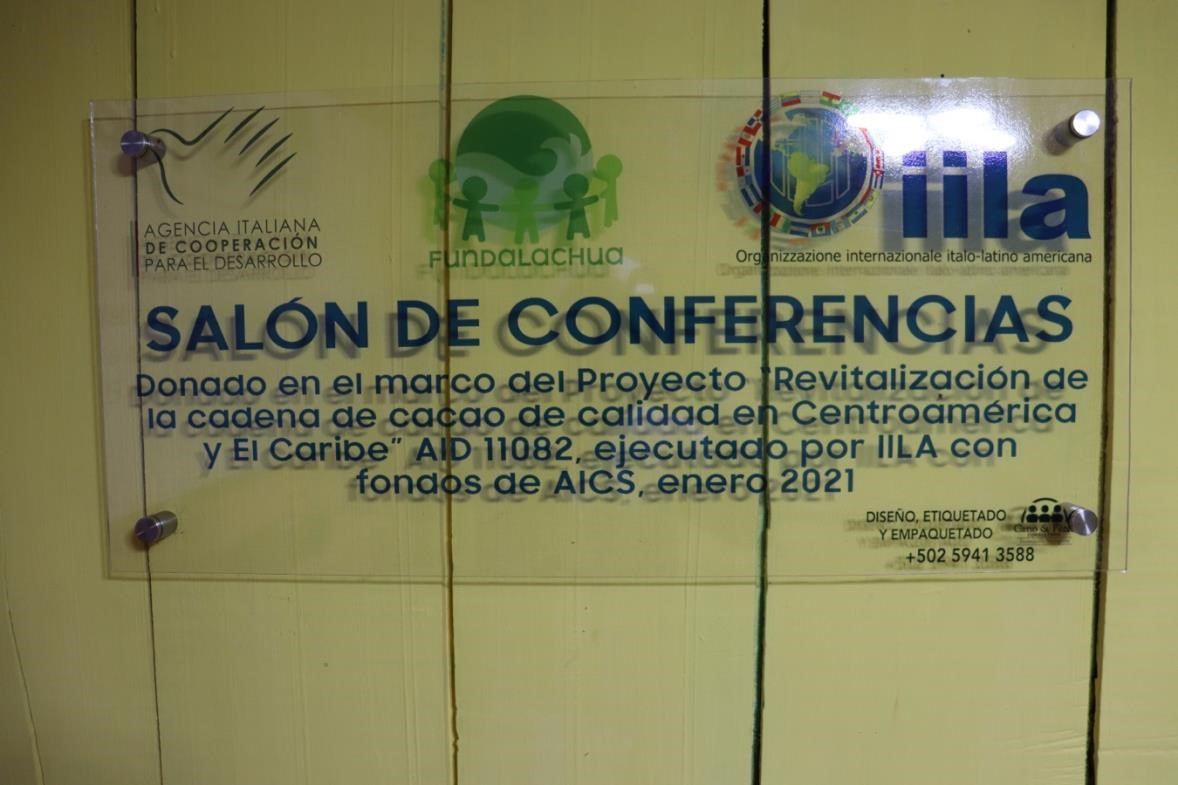 AGENCIA ITALIANA
DE COOPERACIÓN
PARA EL DESARROLLO
FUNDALACHUA
iila
Organizzazione internazionale italo-latino americana
SALÓN DE CONFERENCIAS
Donado en el marco del Proyecto "Revitalización de
la cadena de cacao de calidad en Centroamérica
y El Caribe" AID 11082, ejecutado por IILA con
fondos de AICS, enero 2021
DISEÑO, ETIQUETADO
Y EMPAQUETADO
+502 5941 3588